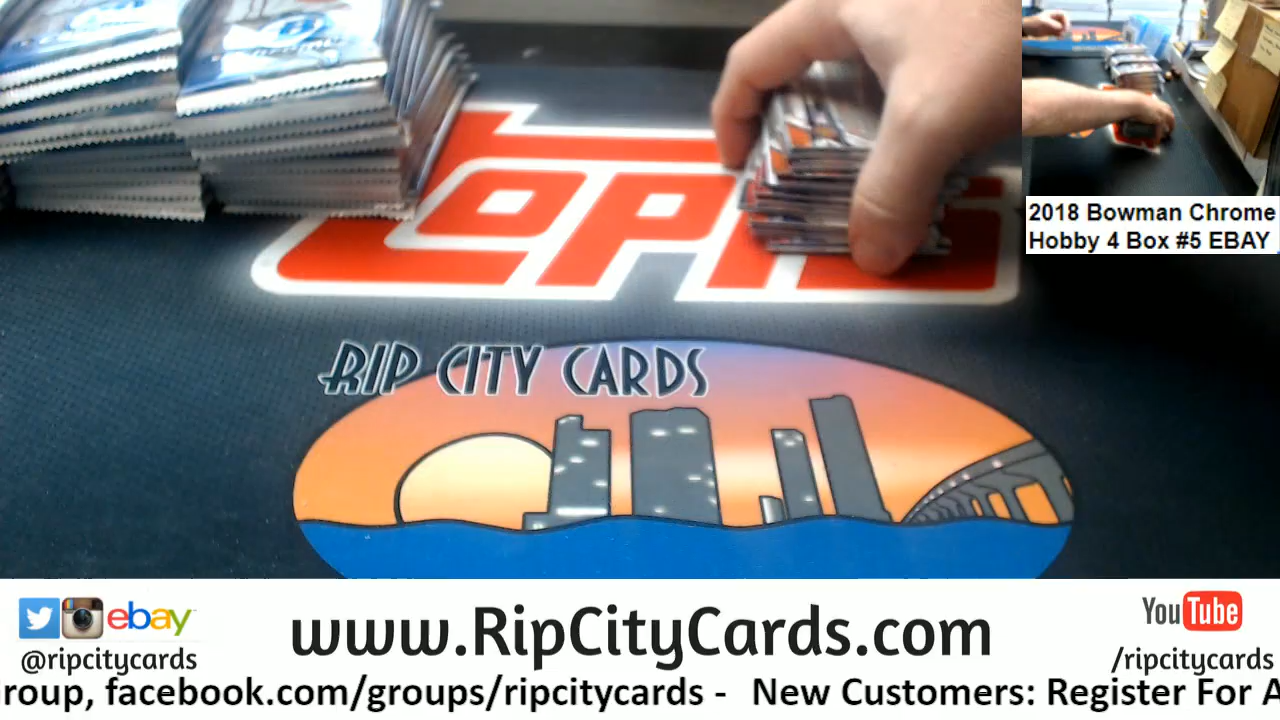 TOPPS
RIP CITY CARDS
2018 Bowman Chrome
Hobby 4 Box #5 EBAY
ebay
@ripcitycards
www.RipCityCards.com
YouTube
/ripcitycards
Group, facebook.com/groups/ripcitycards - New Customers: Register For A